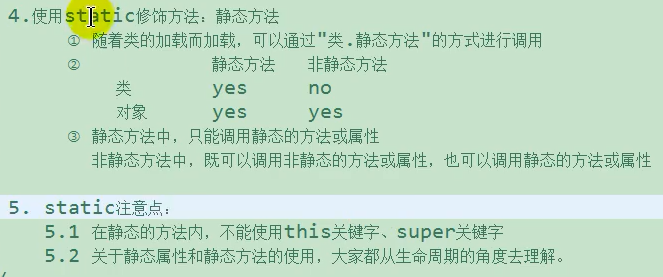 4.使用static修饰方法：静态方法
① 随着类的加载而加载，可以通过"类.静态方法"的方式进行调用
② 静态方法 非静态方法
类 yes no
对象 yes yes
③ 静态方法中，只能调用静态的方法或属性
非静态方法中，既可以调用非静态的方法或属性，也可以调用静态的方法或属性
5. static注意点：
5.1 在静态的方法内，不能使用this关键字、super关键字
5.2 关于静态属性和静态方法的使用，大家都从生命周期的角度去理解。